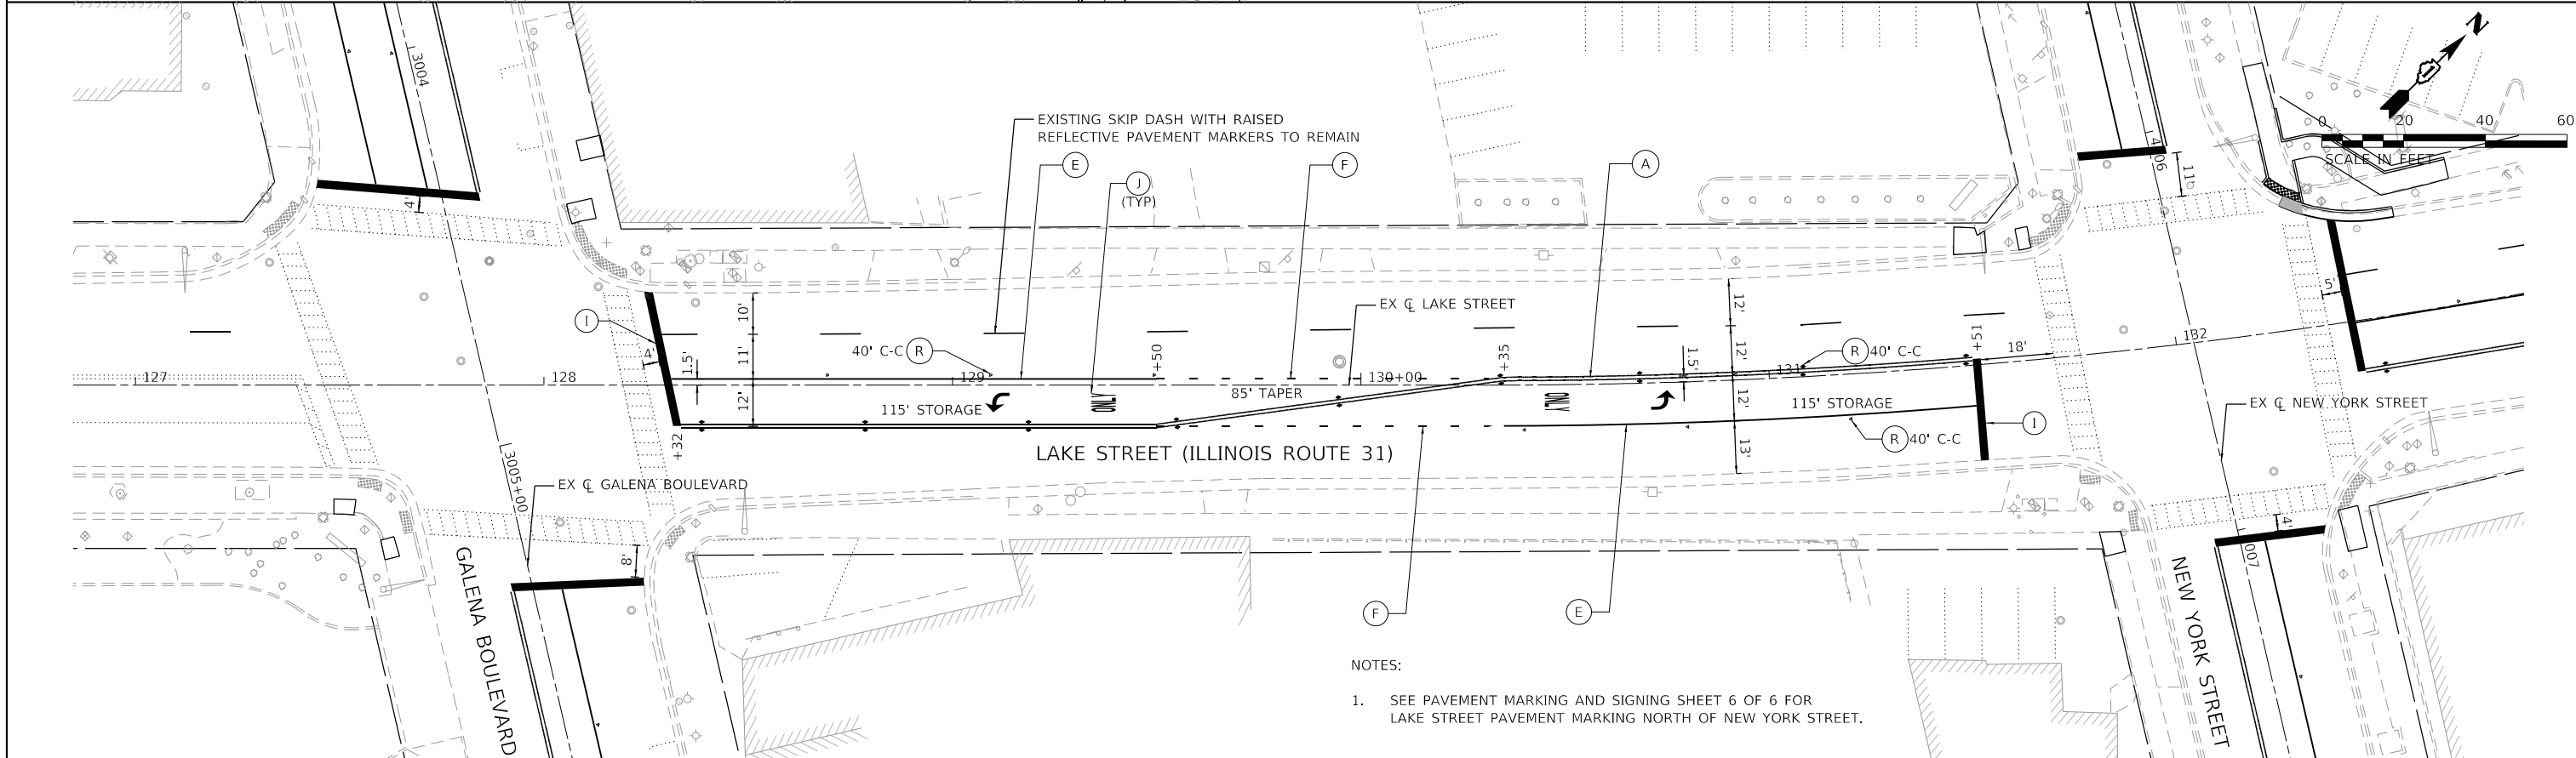 3004
N
EXISTING SKIP DASH WITH RAISED
REFLECTIVE PAVEMENT MARKERS TO REMAIN
0 20 40 60
SCALE IN FEET
E
J
(TYP)
F
A
4'
11'
5'
EX ℄ LAKE STREET
I
10'
12'
4'
1.5'
11'
40' C-C R
+50
+35
12'
1.5'
R 40' C-C
+51
18'
132
127
128
129
130+00
131
12'
115' STORAGE
ONLY
85' TAPER
ONLY
12'
115' STORAGE
EX ℄ NEW YORK STREET
+32
LAKE STREET (ILLINOIS ROUTE 31)
13'
R 40' C-C
I
3005+00
EX ℄ GALENA BOULEVARD
8'
4'
007
GALENA BOULEVARD
NEW YORK STREET
F
E
NOTES:
1. SEE PAVEMENT MARKING AND SIGNING SHEET 6 OF 6 FOR
LAKE STREET PAVEMENT MARKING NORTH OF NEW YORK STREET.